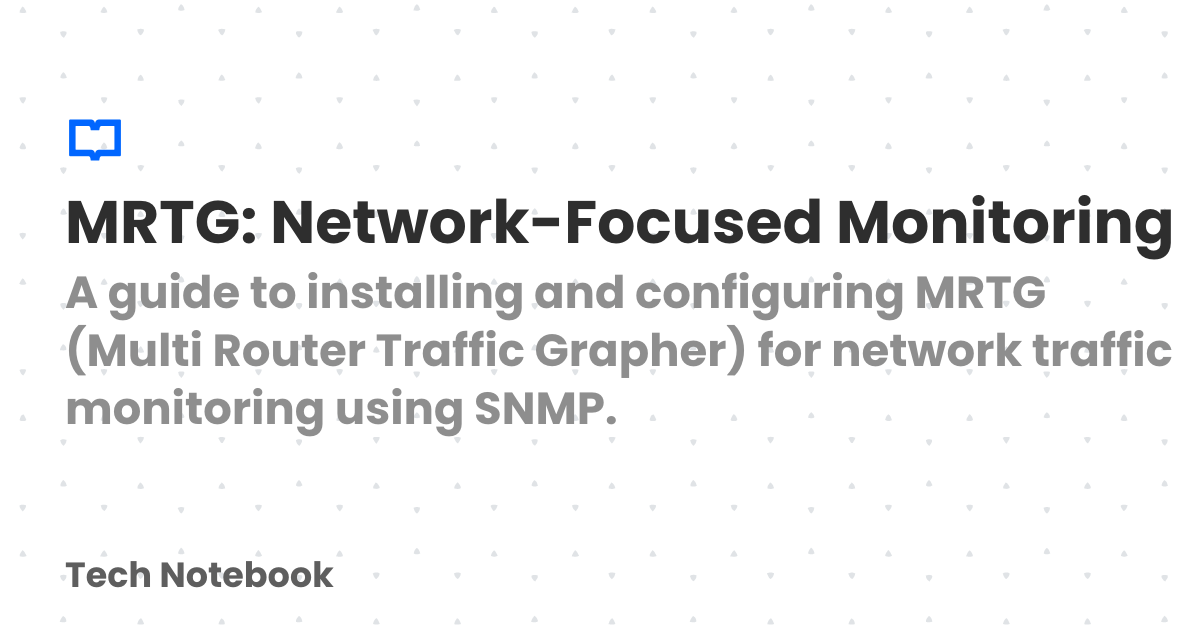 MRTG: Network-Focused Monitoring
A guide to installing and configuring MRTG
(Multi Router Traffic Grapher) for network traffic
monitoring using SNMP.
Tech Notebook